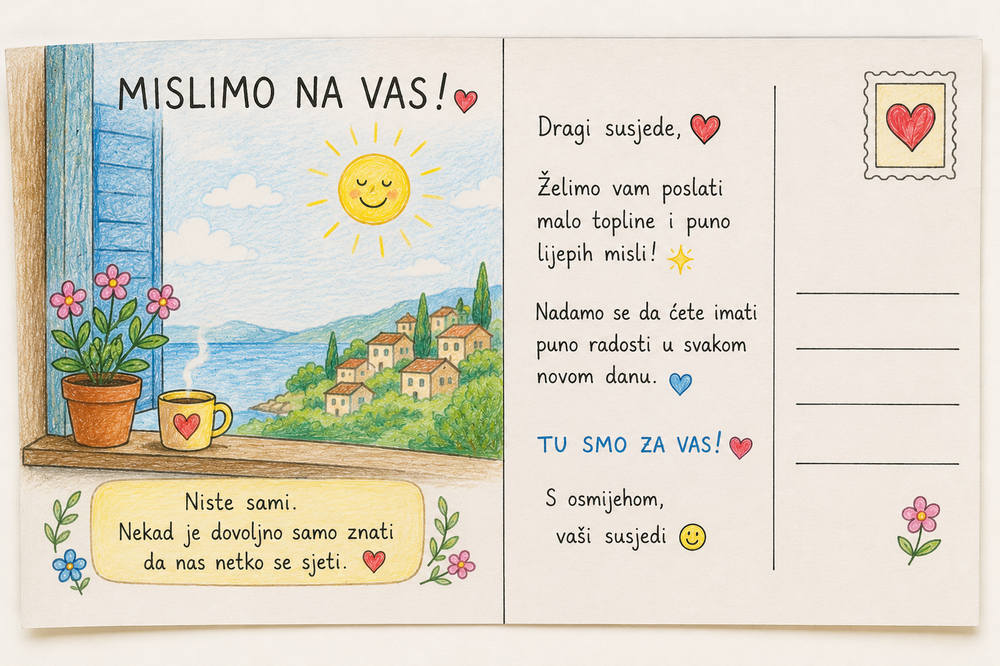 MISLIMO NA VAS!
Niste sami.
Nekad je dovoljno samo znati
da nas netko se sjeti.
Dragi susjede,
Želimo vam poslati
malo topline i puno
lijepih misli!
Nadamo se da ćete imati
puno radosti u svakom
novom danu.
TU SMO ZA VAS!
S osmijehom,
vaši susjedi